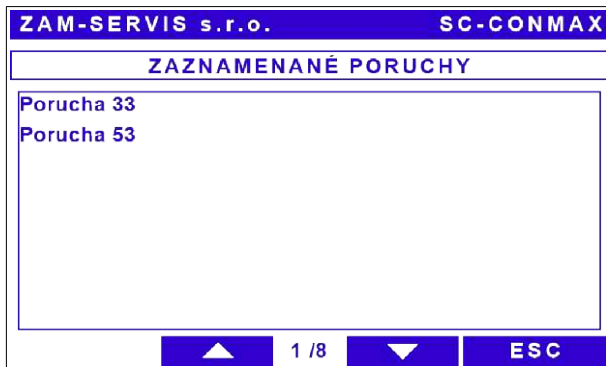 ZAM-SERVIS s.r.o. SC-CONMAX
ZAZNAMENANÉ PORUCHY
Porucha 33
Porucha 53
1 /8 ESC